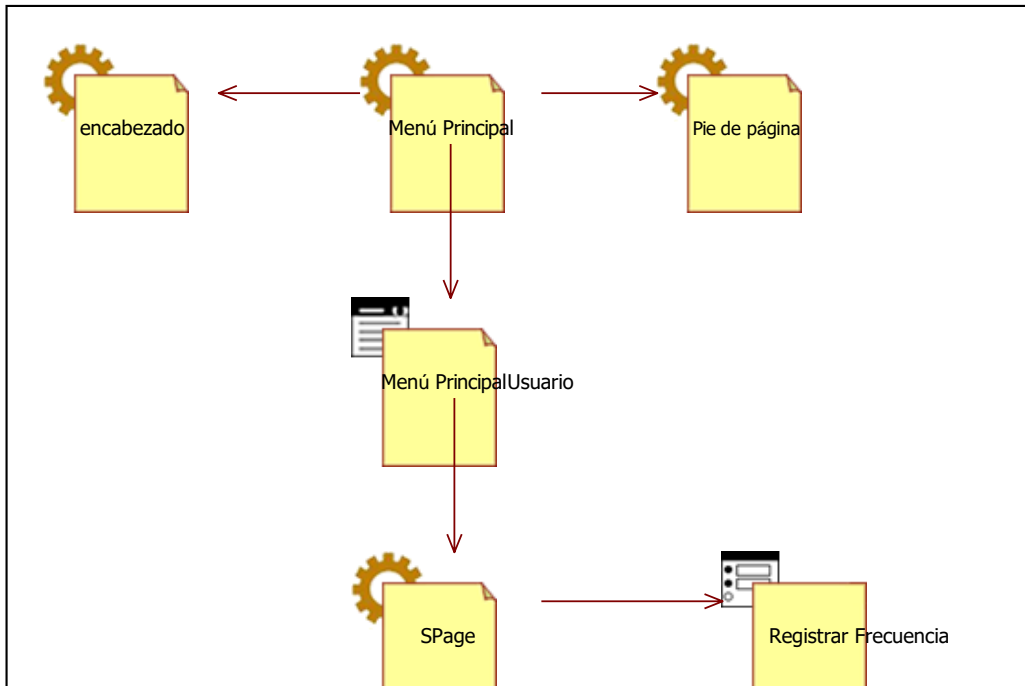 encabezado
Menú Principal
Pie de página
Menú PrincipalUsuario
SPage
Registrar Frecuencia